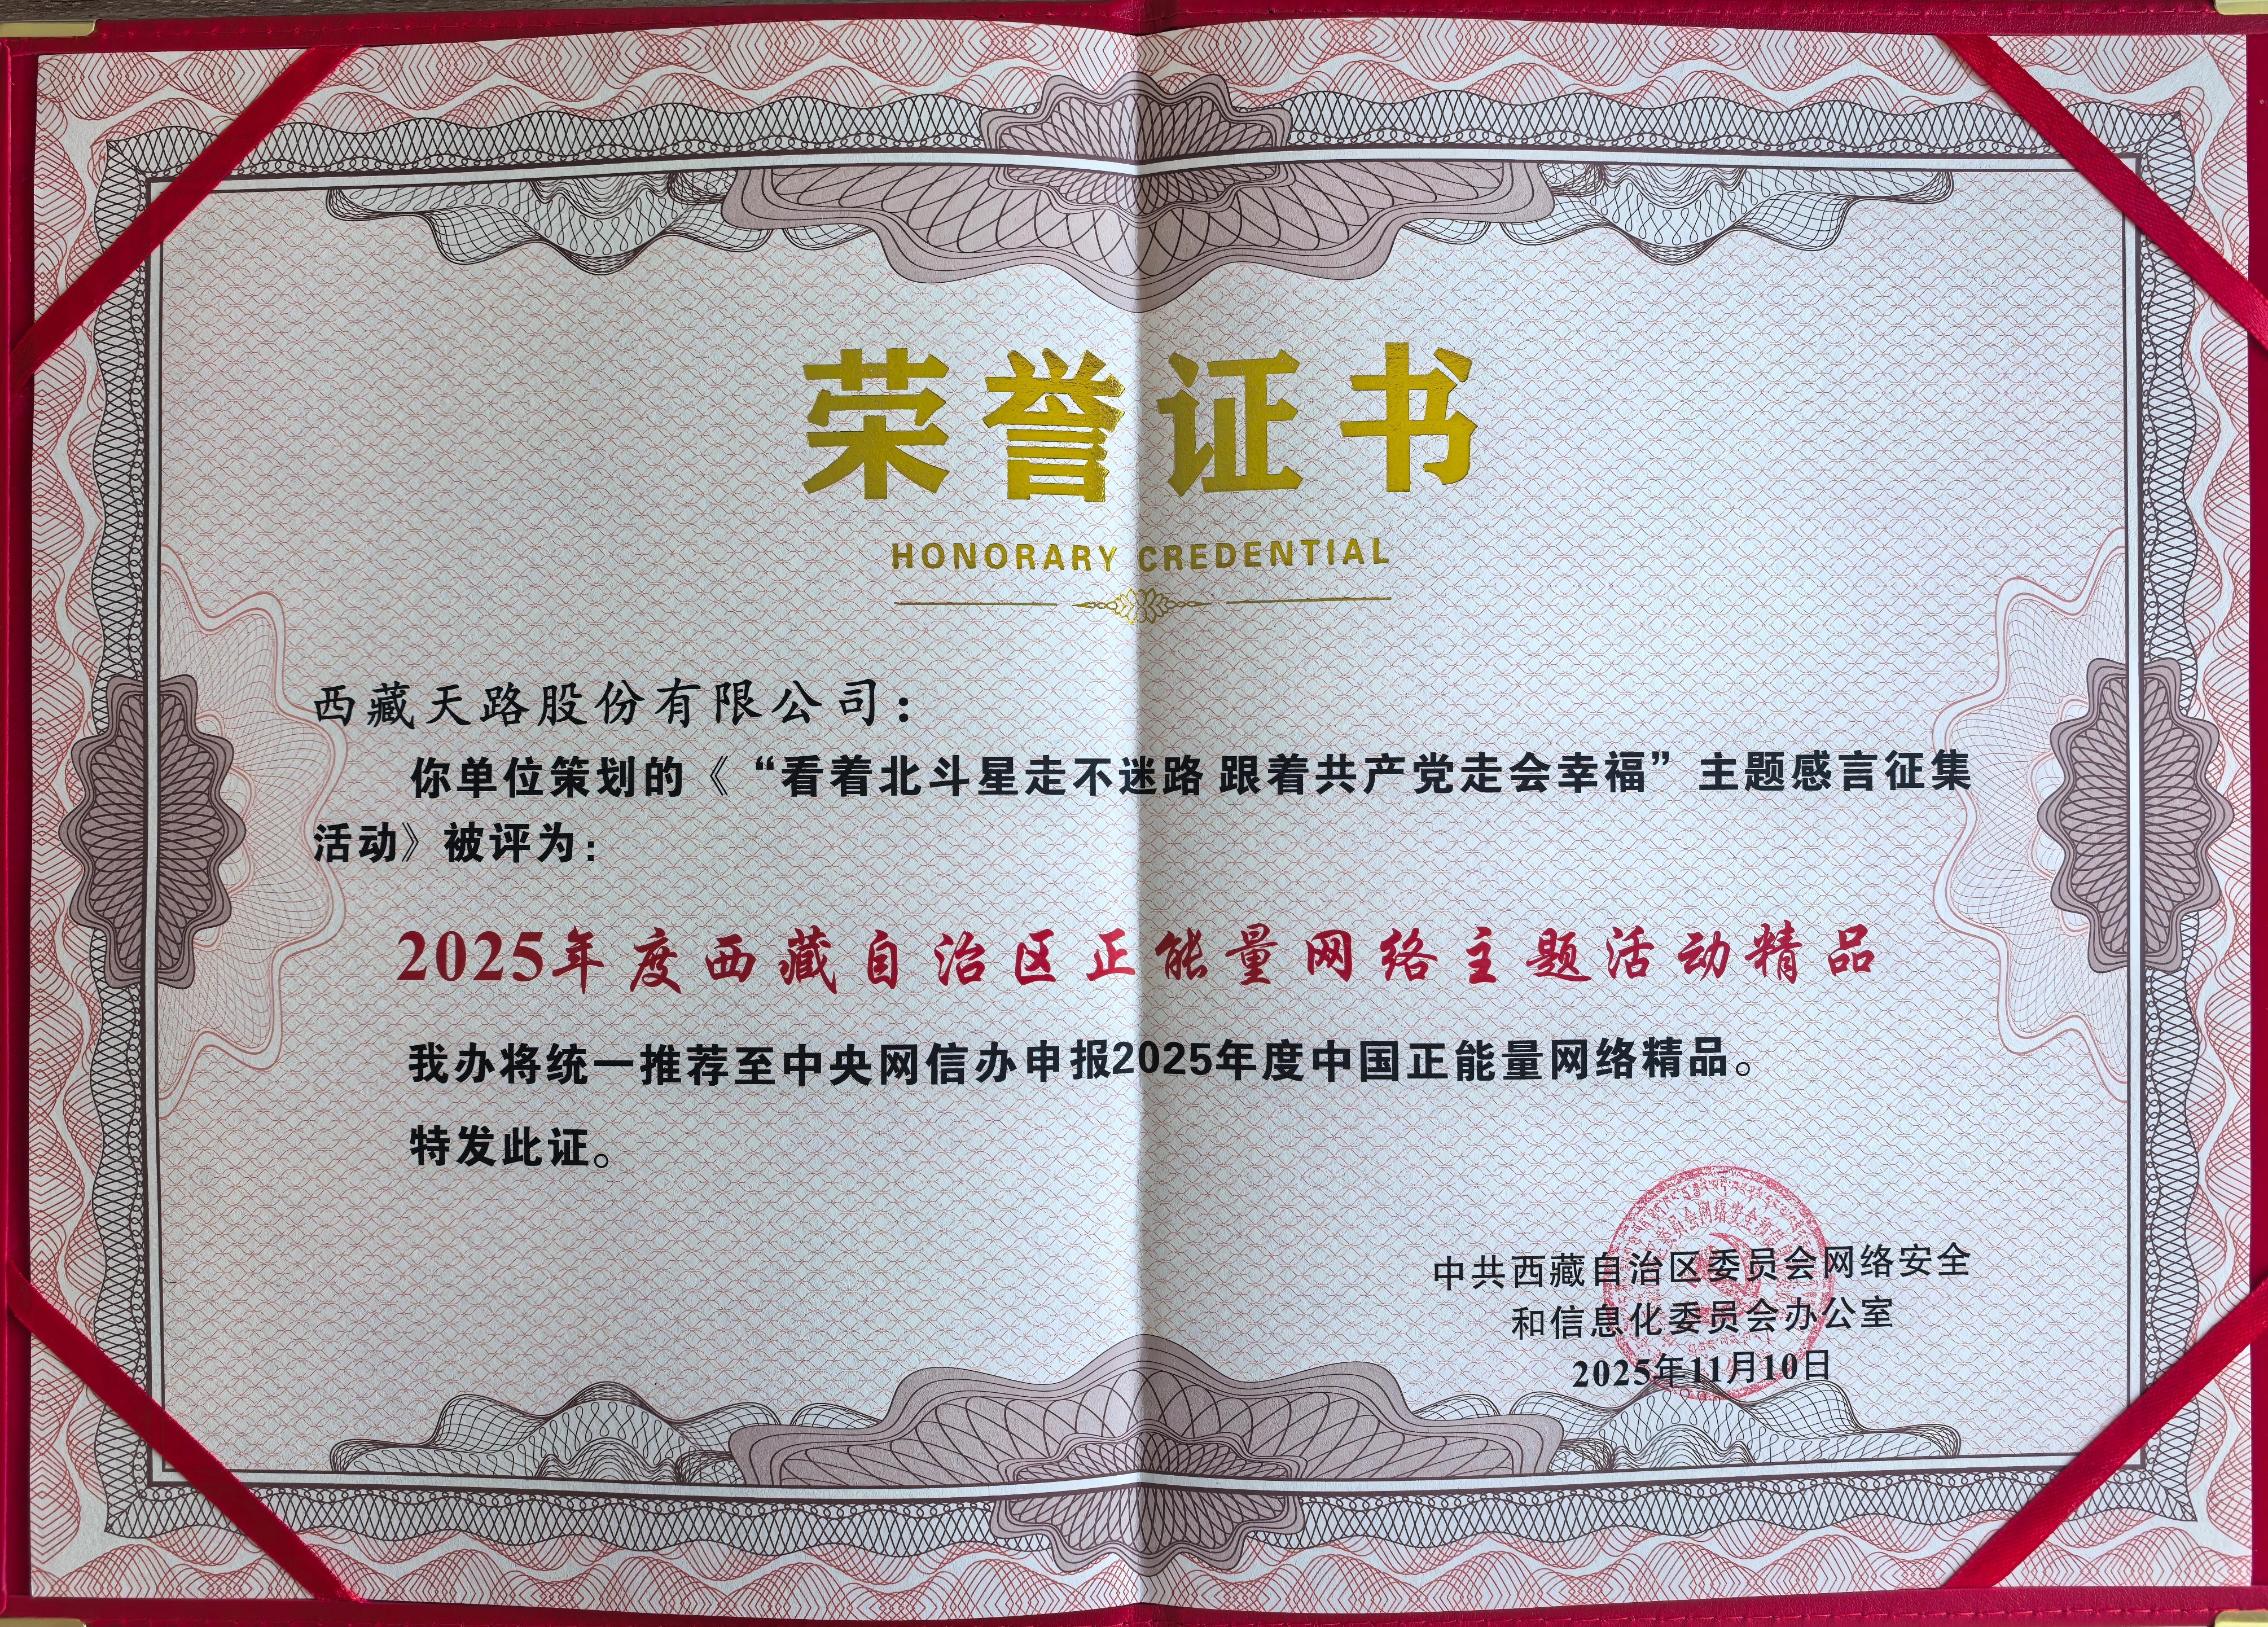 荣誉证书
HONORARY CREDENTIAL
西藏天路股份有限公司：
你单位策划的《“看着北斗星走不迷路 跟着共产党走会幸福”主题感言征集
活动》被评为：
2025年度西藏自治区正能量网络主题活动精品
我办将统一推荐至中央网信办申报2025年度中国正能量网络精品。
特发此证。
中共西藏自治区委员会网络安全
和信息化委员会办公室
2025年11月10日